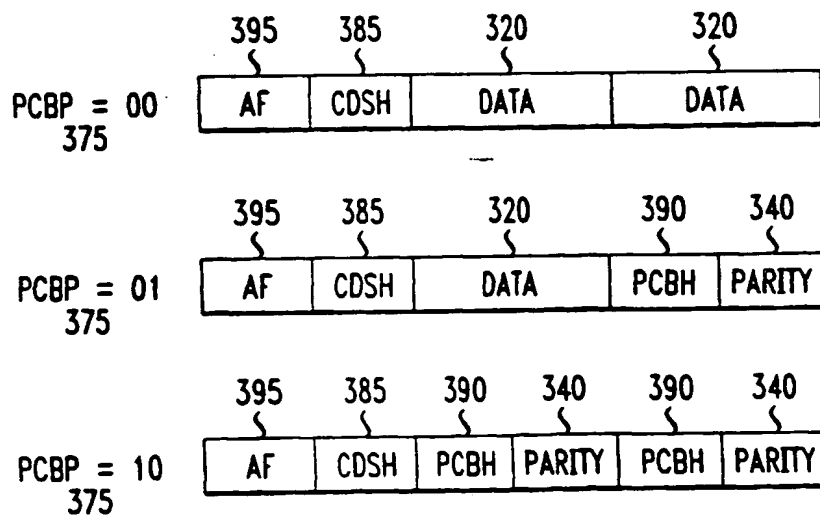 395 385 320 320
PCBP = 00 AF CDSH DATA DATA
375
395 385 320 390 340
PCBP = 01 AF CDSH DATA PCBH PARITY
375
395 385 390 340 390 340
PCBP = 10 AF CDSH PCBH PARITY PCBH PARITY
375